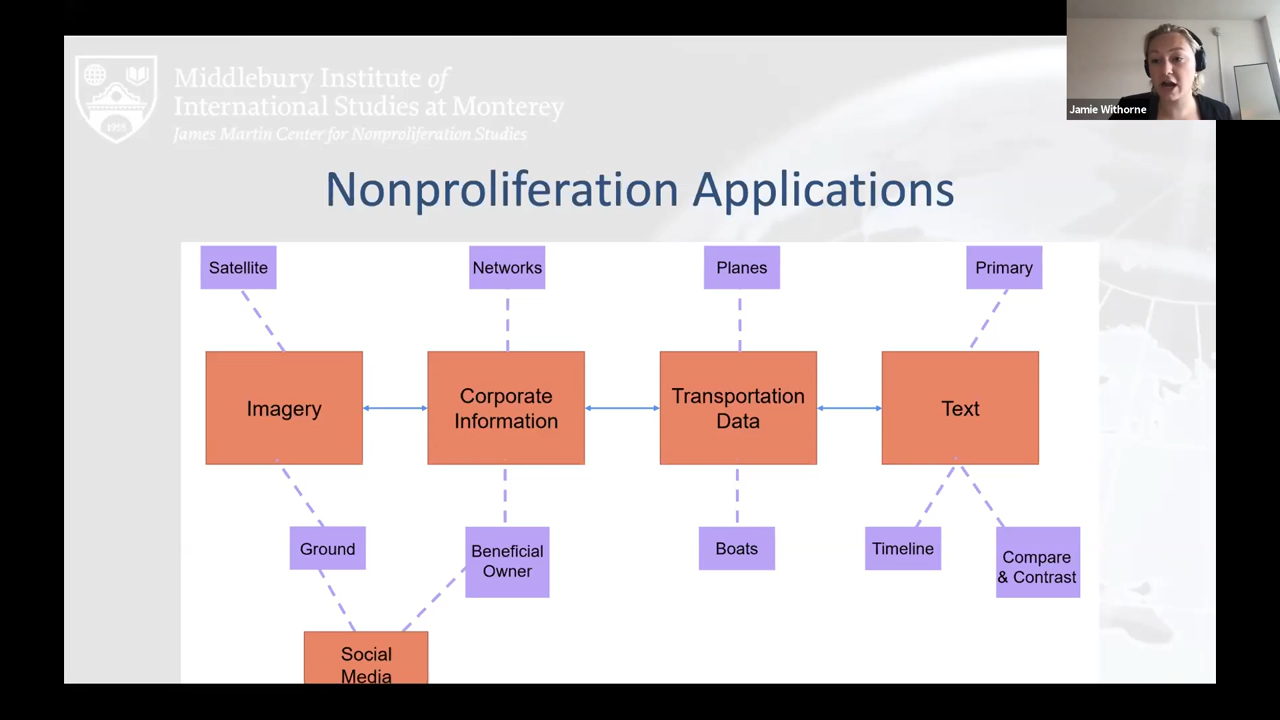 Middlebury Institute of
International Studies at Monterey
James Martin Center for Nonproliferation Studies
1955
Jamie Withorne
Nonproliferation Applications
Satellite
Networks
Planes
Primary
Imagery
Corporate
Information
Transportation
Data
Text
Ground
Beneficial
Owner
Boats
Timeline
Compare
& Contrast
Social
Media